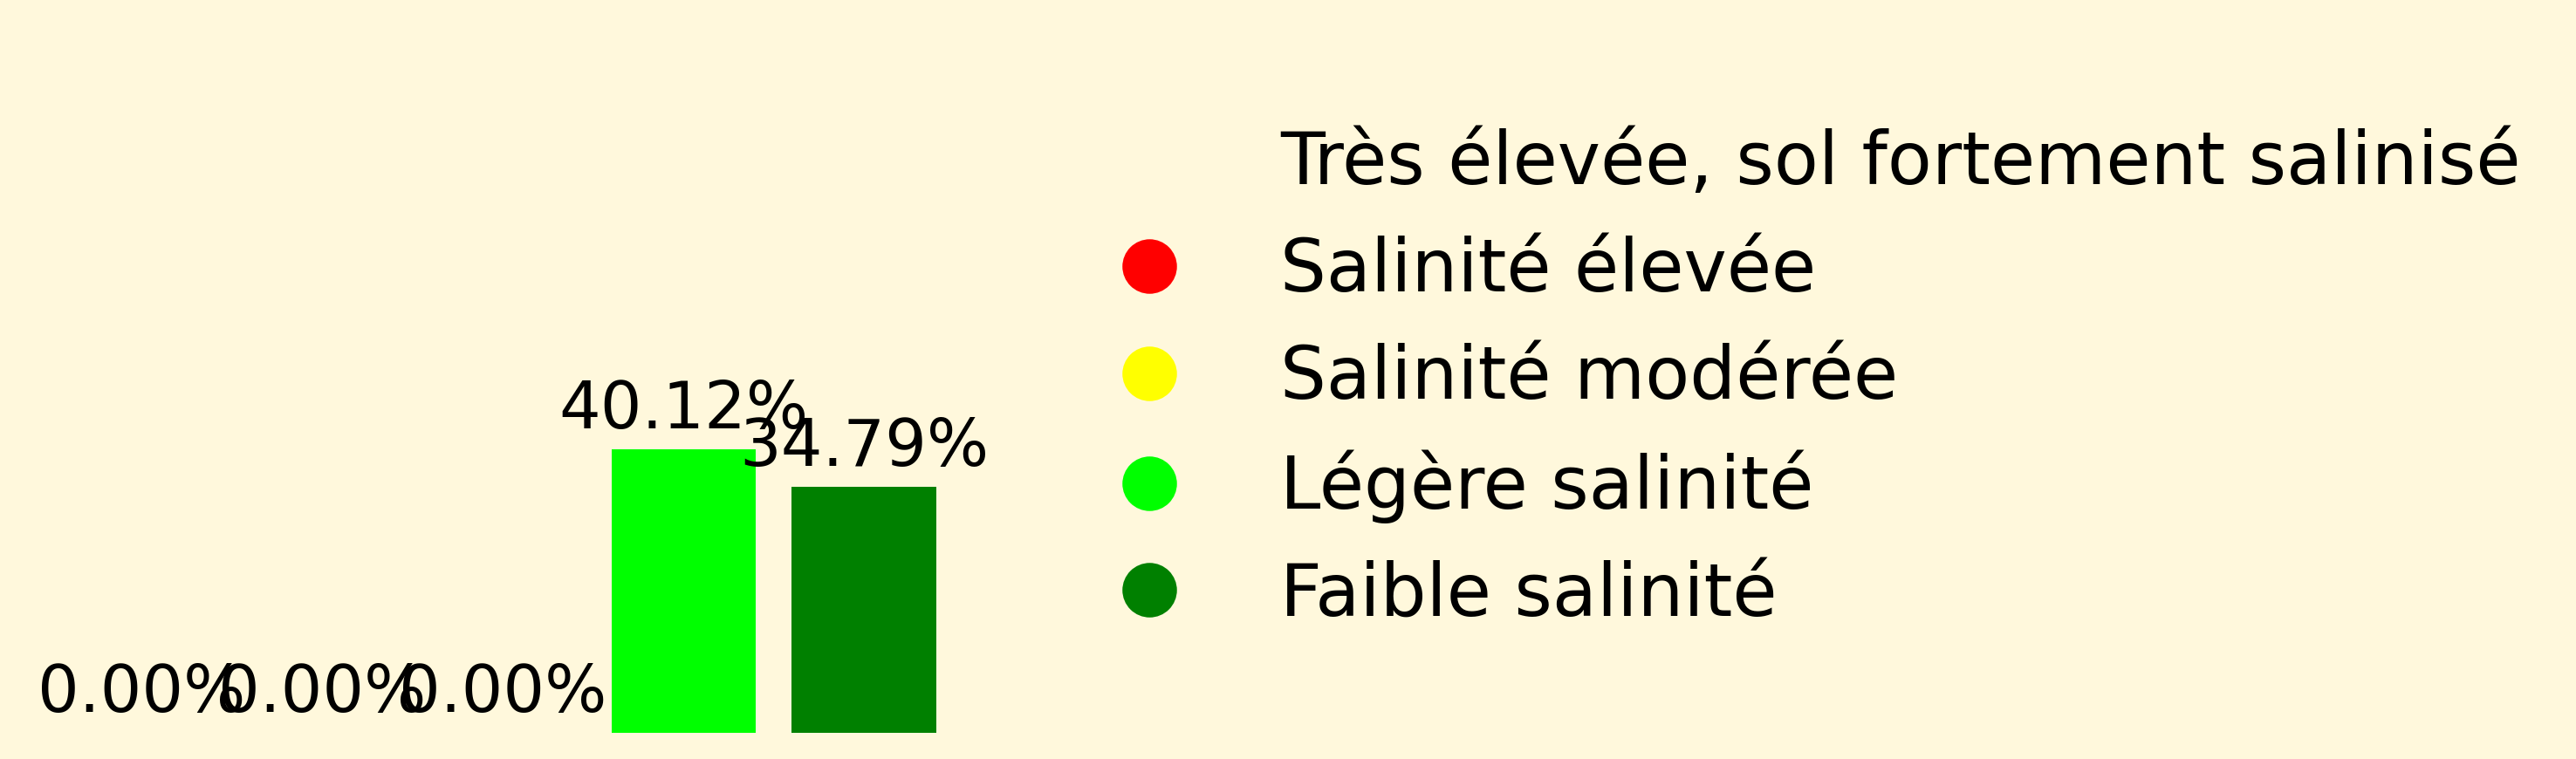 Très élevée, sol fortement salinisé
Salinité élevée
Salinité modérée
40.12%
34.79%
Légère salinité
Faible salinité
0.00%
0.00%
0.00%